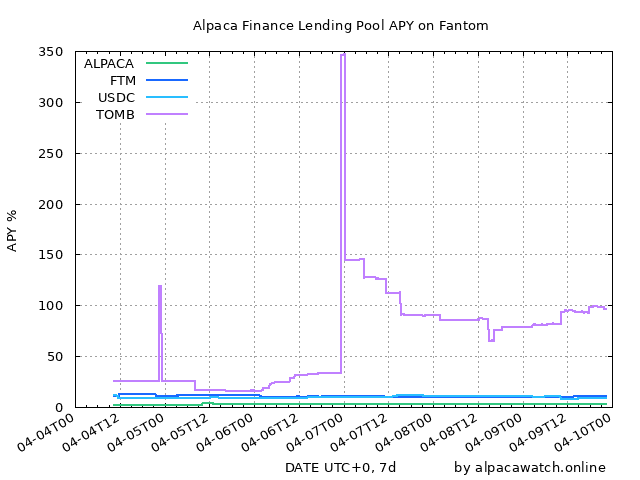 Alpaca Finance Lending Pool APY on Fantom
350
300
250
200
150
100
50
0
APY %
ALPACA
FTM
USDC
TOMB
04-04T00
04-04T12
04-05T00
04-05T12
04-06T00
04-06T12
04-07T00
04-07T12
04-08T00
04-08T12
04-09T00
04-09T12
04-10T00
DATE UTC+0, 7d
by alpacawatch.online